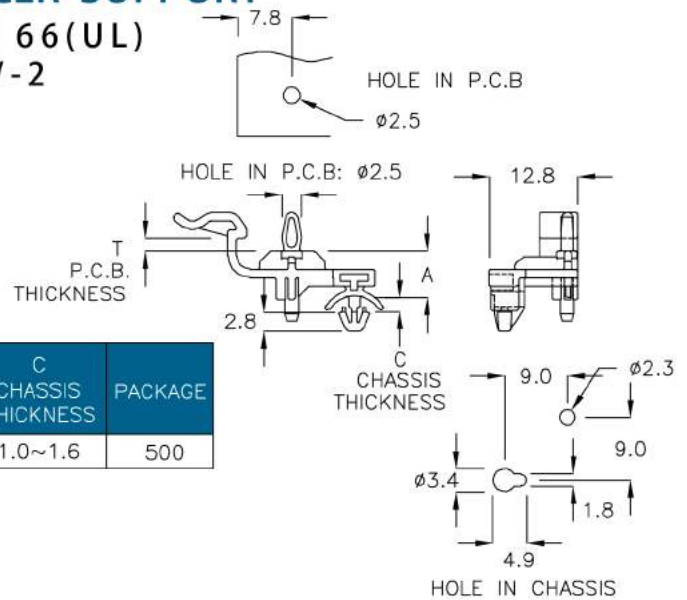 66(UL)
7.8
HOLE IN P.C.B
ø2.5
HOLE IN P.C.B: ø2.5
12.8
T
P.C.B.
THICKNESS
A
2.8
C
CHASSIS
THICKNESS
C
CHASSIS
THICKNESS
PACKAGE
1.0~1.6
500
9.0
ø2.3
9.0
ø3.4
1.8
4.9
HOLE IN CHASSIS